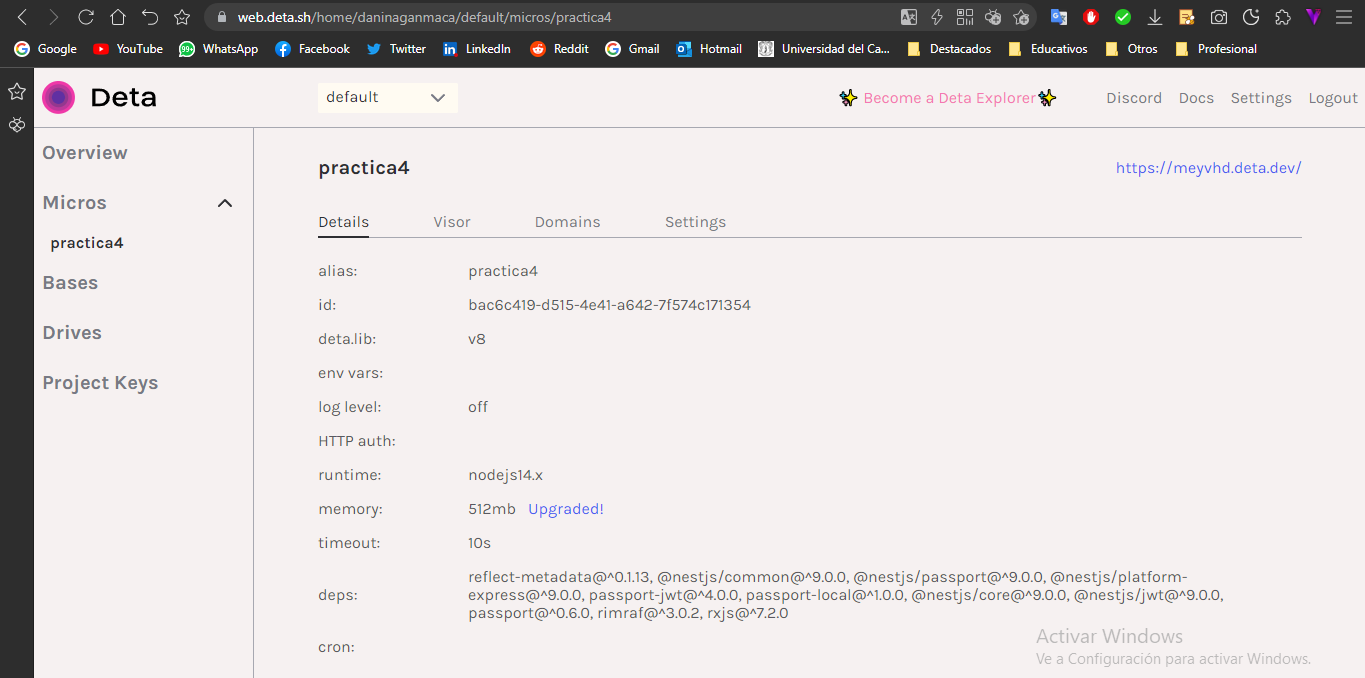 web.deta.sh/home/daninaganmaca/default/micros/practica4
Google YouTube 99+ WhatsApp Facebook Twitter LinkedIn Reddit Gmail Hotmail Universidad del Ca... Destacados Educativos Otros Profesional
Deta default Become a Deta Explorer Discord Docs Settings Logout
Overview
Micros
practica4
Bases
Drives
Project Keys
practica4 https://meyvhd.deta.dev/
Details Visor Domains Settings
alias: practica4
id: bac6c419-d515-4e41-a642-7f574c171354
deta.lib: v8
env vars:
log level: off
HTTP auth:
runtime: nodejs14.x
memory: 512mb Upgraded!
timeout: 10s
deps: reflect-metadata@^0.1.13, @nestjs/common@^9.0.0, @nestjs/passport@^9.0.0, @nestjs/platform-
express@^9.0.0, passport-jwt@^4.0.0, passport-local@^1.0.0, @nestjs/core@^9.0.0, @nestjs/jwt@^9.0.0,
passport@^0.6.0, rimraf@^3.0.2, rxjs@^7.2.0
cron:
Activar Windows
Ve a Configuración para activar Windows.